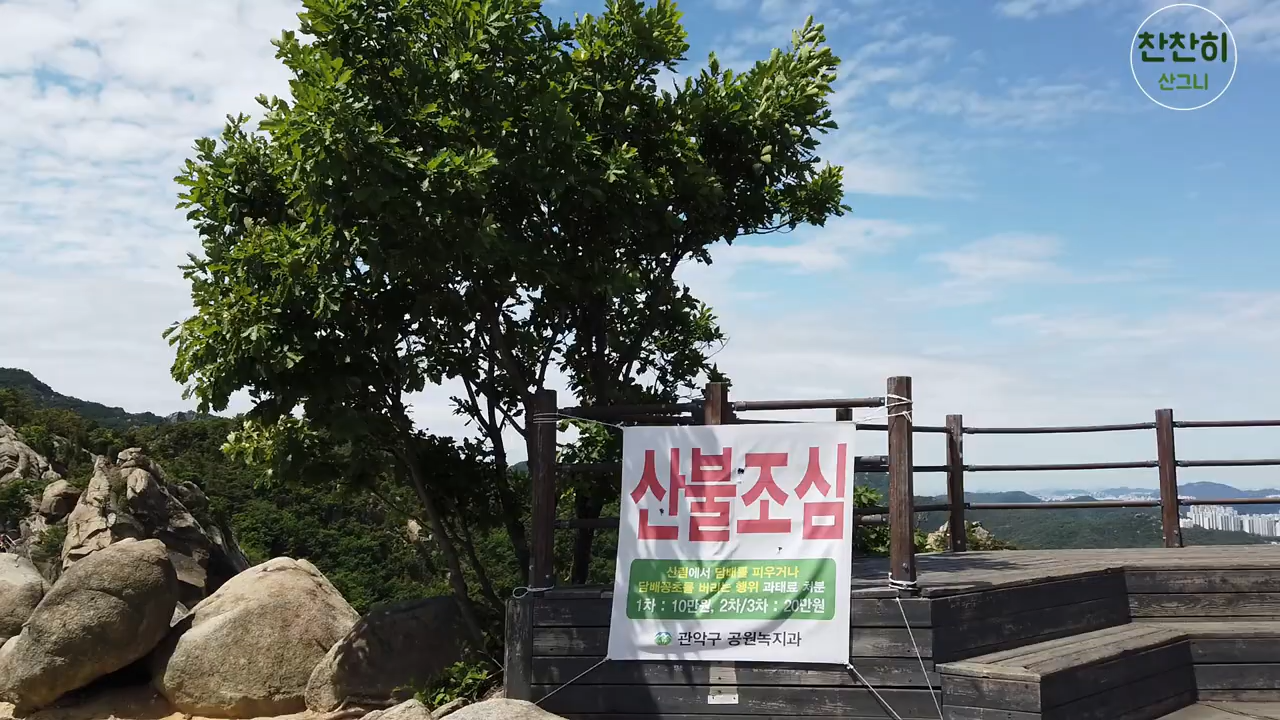 찬찬히
산그니
산불조심
산림에서 담배를 피우거나
담배꽁초를 버리는 행위 과태료 처분
1차 : 10만원, 2차/3차 : 20만원
관악구 공원녹지과